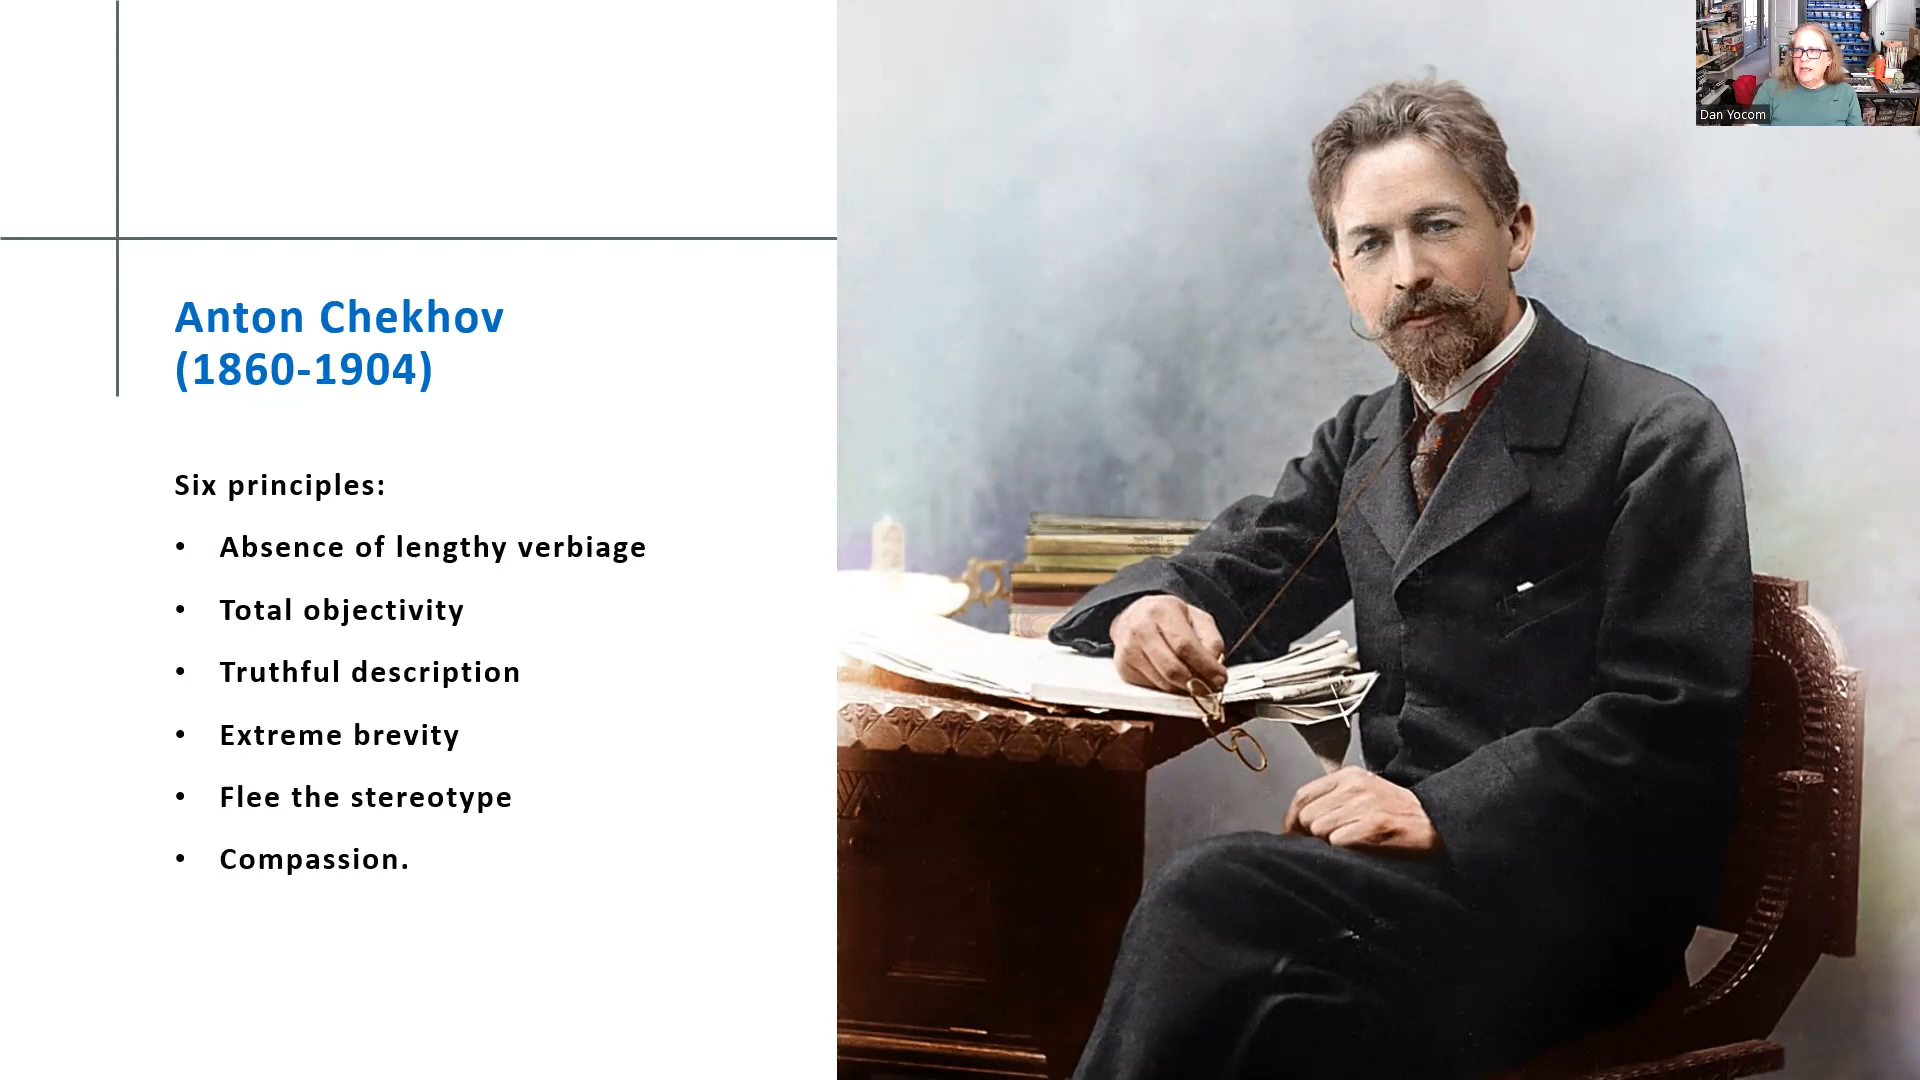 Anton Chekhov
(1860-1904)
Six principles:
• Absence of lengthy verbiage
• Total objectivity
• Truthful description
• Extreme brevity
• Flee the stereotype
• Compassion.
Dan Yocom